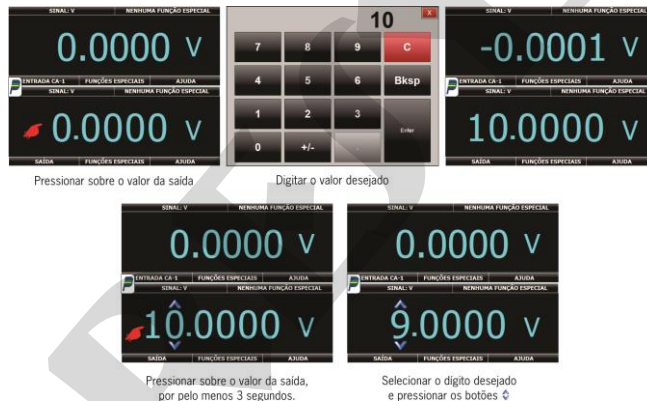 SINAL: V NENHUMA FUNÇÃO ESPECIAL
0.0000 V
ENTRADA CA-1 FUNÇÕES ESPECIAIS AJUDA
SINAL: V NENHUMA FUNÇÃO ESPECIAL
0.0000 V
SAÍDA FUNÇÕES ESPECIAIS AJUDA
Pressionar sobre o valor da saída
10
X
7 8 9 C
4 5 6 Bksp
1 2 3 Enter
0 +/- .
Digitar o valor desejado
SINAL: V NENHUMA FUNÇÃO ESPECIAL
-0.0001 V
ENTRADA CA-1 FUNÇÕES ESPECIAIS AJUDA
SINAL: V NENHUMA FUNÇÃO ESPECIAL
10.0000 V
SAÍDA FUNÇÕES ESPECIAIS AJUDA
SINAL: V NENHUMA FUNÇÃO ESPECIAL
0.0000 V
ENTRADA CA-1 FUNÇÕES ESPECIAIS AJUDA
SINAL: V NENHUMA FUNÇÃO ESPECIAL
10.0000 V
SAÍDA FUNÇÕES ESPECIAIS AJUDA
Pressionar sobre o valor da saída,
por pelo menos 3 segundos.
SINAL: V NENHUMA FUNÇÃO ESPECIAL
0.0000 V
ENTRADA CA-1 FUNÇÕES ESPECIAIS AJUDA
SINAL: V NENHUMA FUNÇÃO ESPECIAL
9.0000 V
SAÍDA FUNÇÕES ESPECIAIS AJUDA
Selecionar o dígito desejado
e pressionar os botões